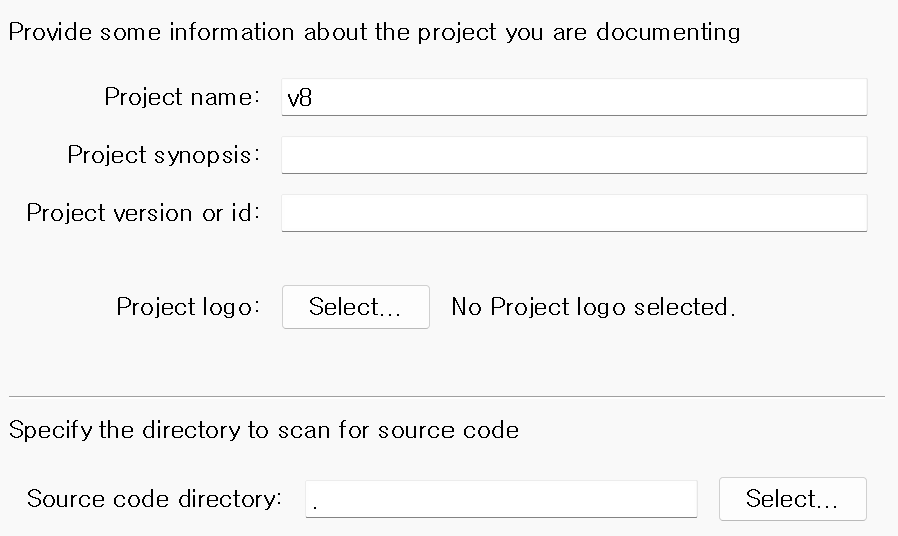 Provide some information about the project you are documenting
Project name: v8
Project synopsis:
Project version or id:
Project logo: Select... No Project logo selected.
Specify the directory to scan for source code
Source code directory: . Select...